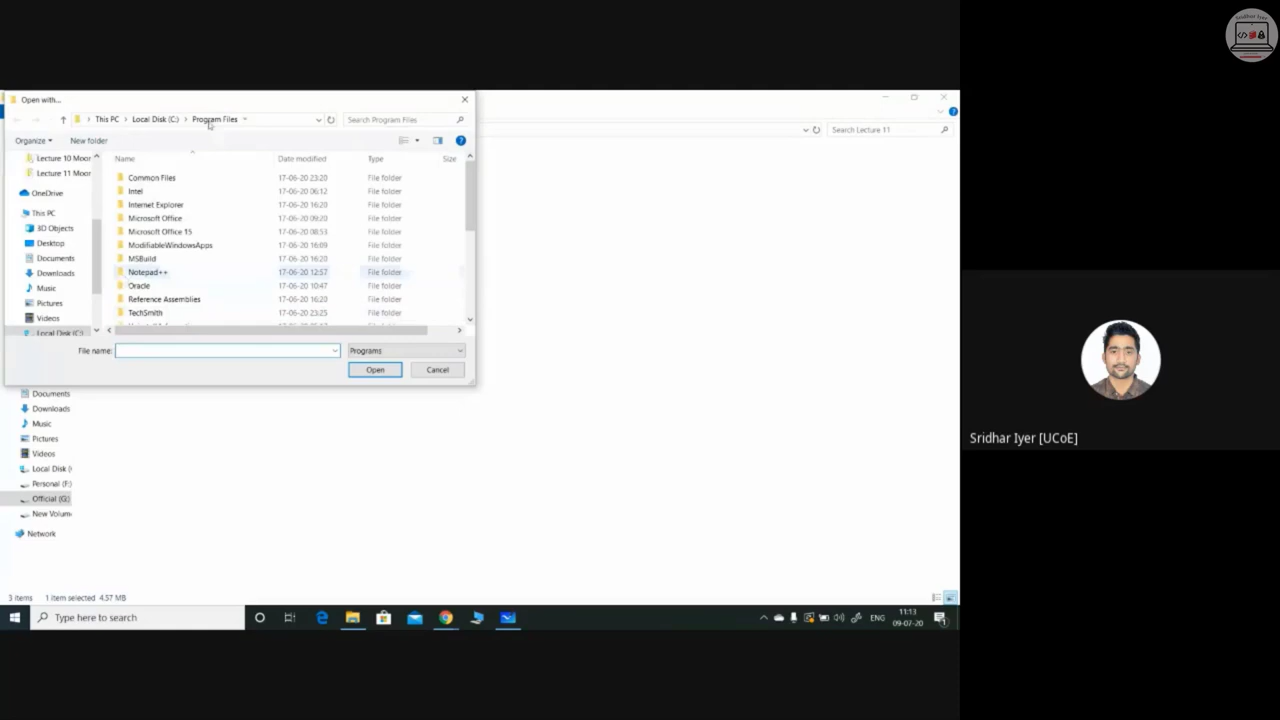 Sridhar Iyer
Open with...
This PC > Local Disk (C:) > Program Files
Search Program Files
Search Lecture 11
Organize
New folder
Name Date modified Type Size
Common Files 17-06-20 23:20 File folder
Intel 17-06-20 06:12 File folder
Internet Explorer 17-06-20 16:20 File folder
Microsoft Office 17-06-20 09:20 File folder
Microsoft Office 15 17-06-20 08:53 File folder
ModifiableWindowsApps 17-06-20 16:09 File folder
MSBuild 17-06-20 16:20 File folder
Notepad++ 17-06-20 12:57 File folder
Oracle 17-06-20 10:47 File folder
Reference Assemblies 17-06-20 16:20 File folder
TechSmith 17-06-20 23:25 File folder
Lecture 10 Moor
Lecture 11 Moor
OneDrive
This PC
3D Objects
Desktop
Documents
Downloads
Music
Pictures
Videos
Local Disk (C:)
File name:
Programs
Open
Cancel
Documents
Downloads
Music
Pictures
Videos
Local Disk (
Personal (F:)
Official (G:)
New Volum
Network
3 items 1 item selected 4.57 MB
Type here to search
ENG
11:13
09-07-20
Sridhar Iyer [UCoE]